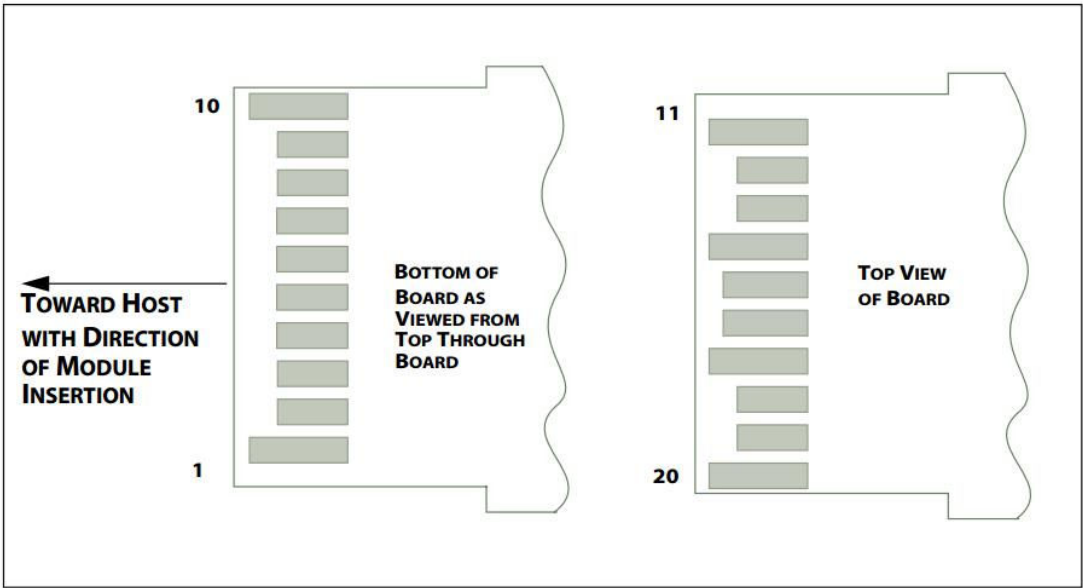 10
1
TOWARD HOST
WITH DIRECTION
OF MODULE
INSERTION
BOTTOM OF
BOARD AS
VIEWED FROM
TOP THROUGH
BOARD
11
20
TOP VIEW
OF BOARD